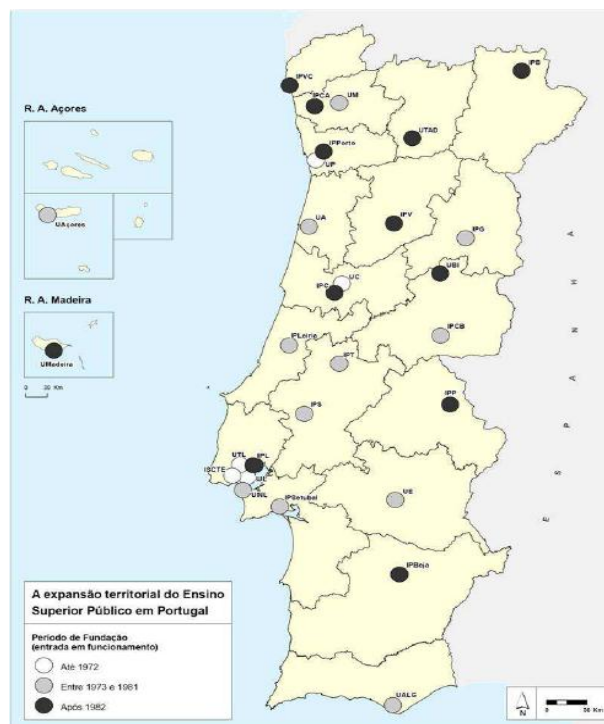 IPB
IPVC
IPCA
UM
R. A. Açores
UTAD
IPPorto
UP
UA
IPV
IPG
UAçores
UBI
UC
IPC
R. A. Madeira
IPLeiria
IPCB
IPT
UMadeira
0 30 Km
IPP
IPS
UTL
IPL
ISCTE
UL
UNL
IPSetubal
UE
ESPANHA
IPBeja
A expansão territorial do Ensino
Superior Público em Portugal
Periodo de Fundação
(entrada em funcionamento)
Até 1972
Entre 1973 e 1981
Após 1982
UALG
N
0 50 Km